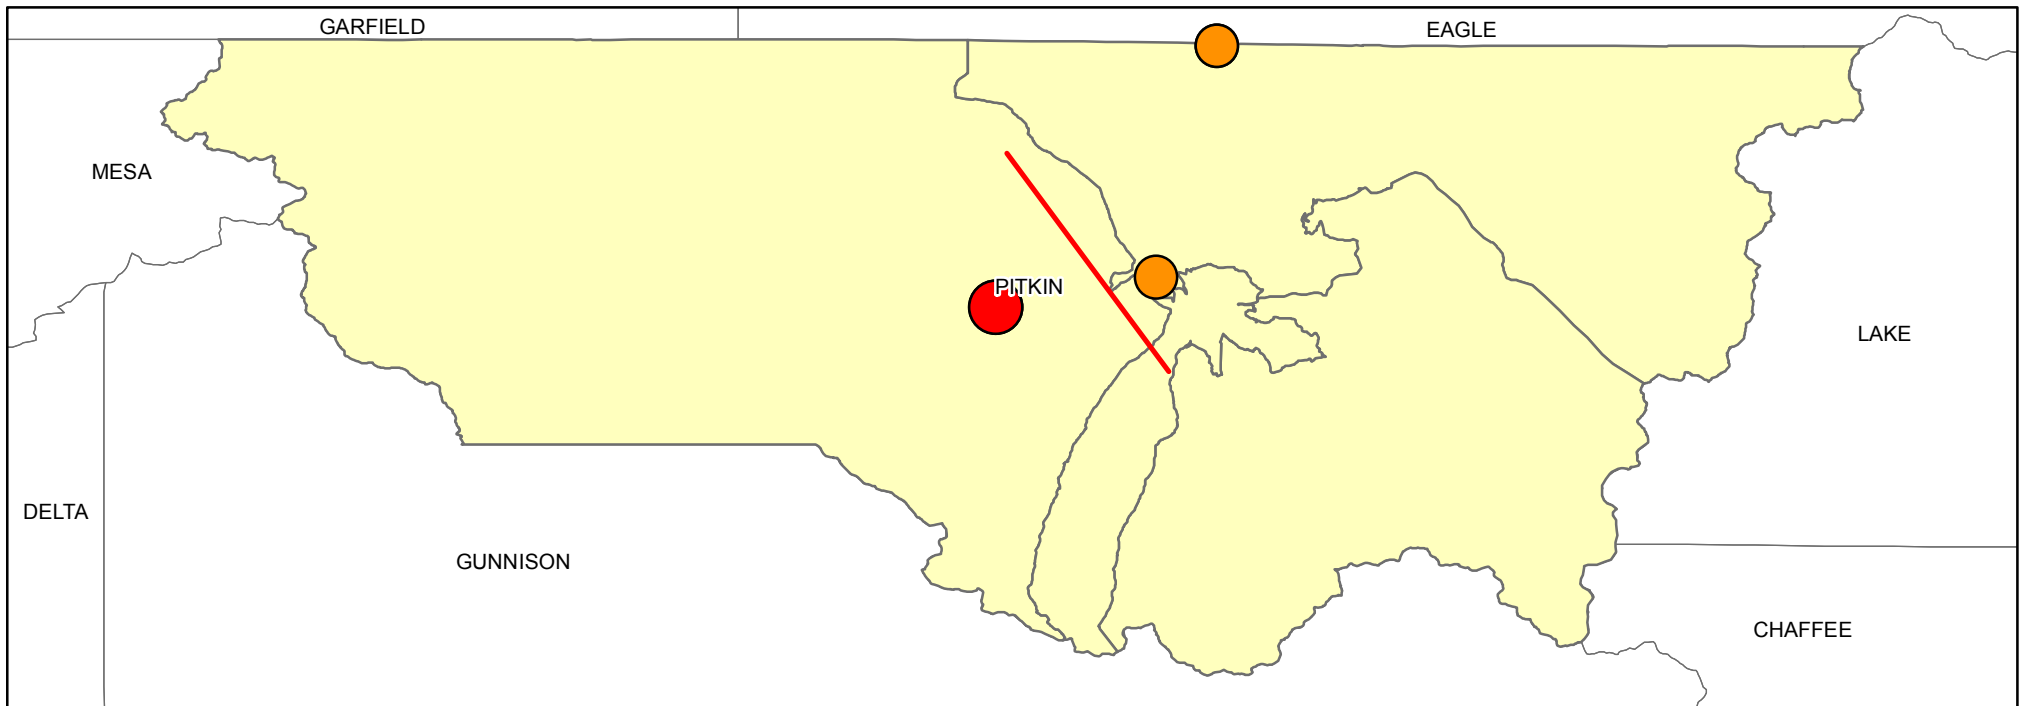 GARFIELD
EAGLE
MESA
PITKIN
LAKE
DELTA
GUNNISON
CHAFFEE